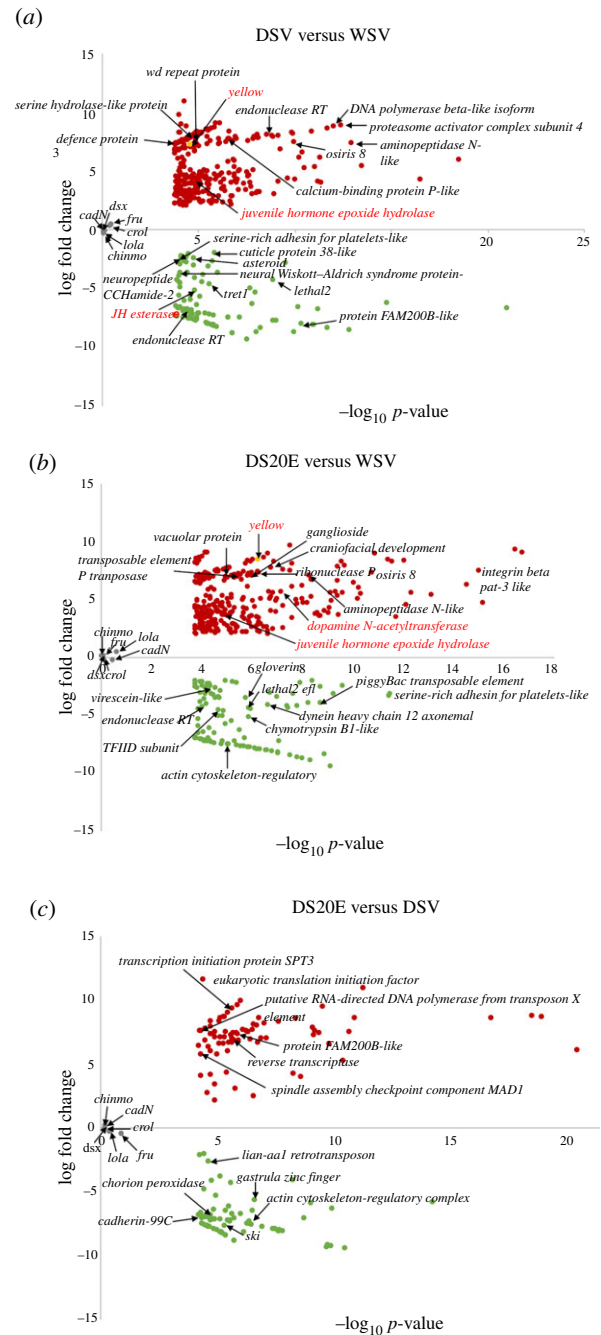 (a)
DSV versus WSV
15
wd repeat protein
yellow
serine hydrolase-like protein
endonuclease RT
DNA polymerase beta-like isoform
10
proteasome activator complex subunit 4
defence protein
aminopeptidase N-
like
3
osiris 8
5
calcium-binding protein P-like
juvenile hormone epoxide hydrolase
log fold change
dsx
cadN
fru
crol
lola
chinmo
0
5
20
25
serine-rich adhesin for platelets-like
cuticle protein 38-like
asteroid
neural Wiskott–Aldrich syndrome protein-
neuropeptide
CCHamide-2
tret1
lethal2
–5
JH esterase
protein FAM200B-like
endonuclease RT
–10
–15
–log10 p-value
(b)
DS20E versus WSV
15
yellow
vacuolar protein
ganglioside
10
craniofacial development
transposable element
P tranposase
ribonuclease P
osiris 8
integrin beta
pat-3 like
aminopeptidase N-like
5
dopamine N-acetyltransferase
juvenile hormone epoxide hydrolase
log fold change
chinmo
fru
lola
cadN
dsx
crol
0
0
2
4
6
8
10
12
14
16
18
gloverin
piggyBac transposable element
virescein-like
lethal2 efl
serine-rich adhesin for platelets-like
endonuclease RT
dynein heavy chain 12 axonemal
–5
chymotrypsin B1-like
TFIID subunit
actin cytoskeleton-regulatory
–10
–15
–log10 p-value
(c)
DS20E versus DSV
15
transcription initiation protein SPT3
eukaryotic translation initiation factor
putative RNA-directed DNA polymerase from transposon X
element
10
protein FAM200B-like
reverse transcriptase
5
spindle assembly checkpoint component MAD1
log fold change
chinmo
cadN
crol
dsx
lola
fru
0
0
5
10
15
20
lian-aa1 retrotransposon
chorion peroxidase
gastrula zinc finger
–5
actin cytoskeleton-regulatory complex
cadherin-99C
ski
–10
–15
–log10 p-value